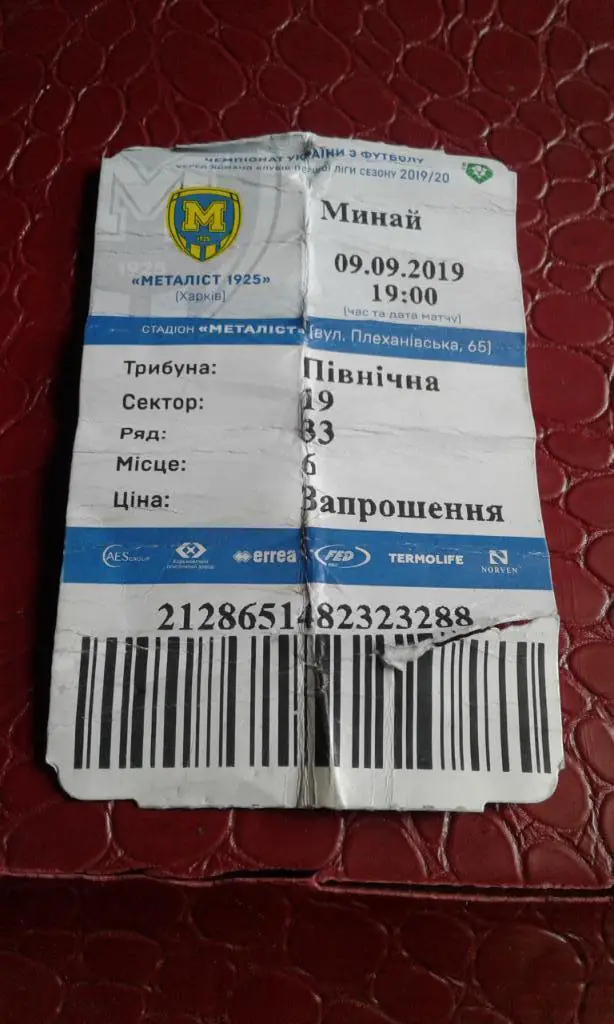 ЧЕМПІОНАТ УКРАЇНИ З ФУТБОЛУ
СЕРЕД КОМАНД КЛУБІВ ПЕРШОЇ ЛІГИ СЕЗОНУ 2019/20
M
1925
Минай
«МЕТАЛІСТ 1925»
(Харків)
09.09.2019
19:00
(час та дата матчу)
СТАДІОН «МЕТАЛІСТ» (вул. Плеханівська, 65)
Трибуна: Північна
Сектор: 19
Ряд: 33
Місце: 6
Ціна: Запрошення
AES GROUP
errea
FED
TERMOLIFE
N NORVEN
2128651482323288